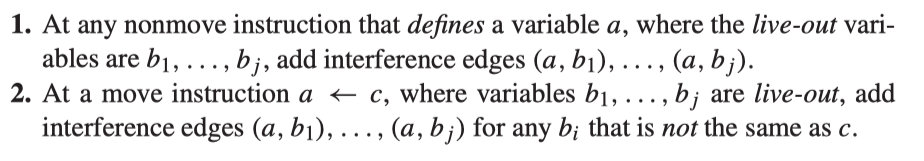 1. At any nonmove instruction that defines a variable a, where the live-out vari-
ables are b₁, . . . , bⱼ, add interference edges (a, b₁), . . . , (a, bⱼ).
2. At a move instruction a ← c, where variables b₁, . . . , bⱼ are live-out, add
interference edges (a, b₁), . . . , (a, bⱼ) for any bᵢ that is not the same as c.